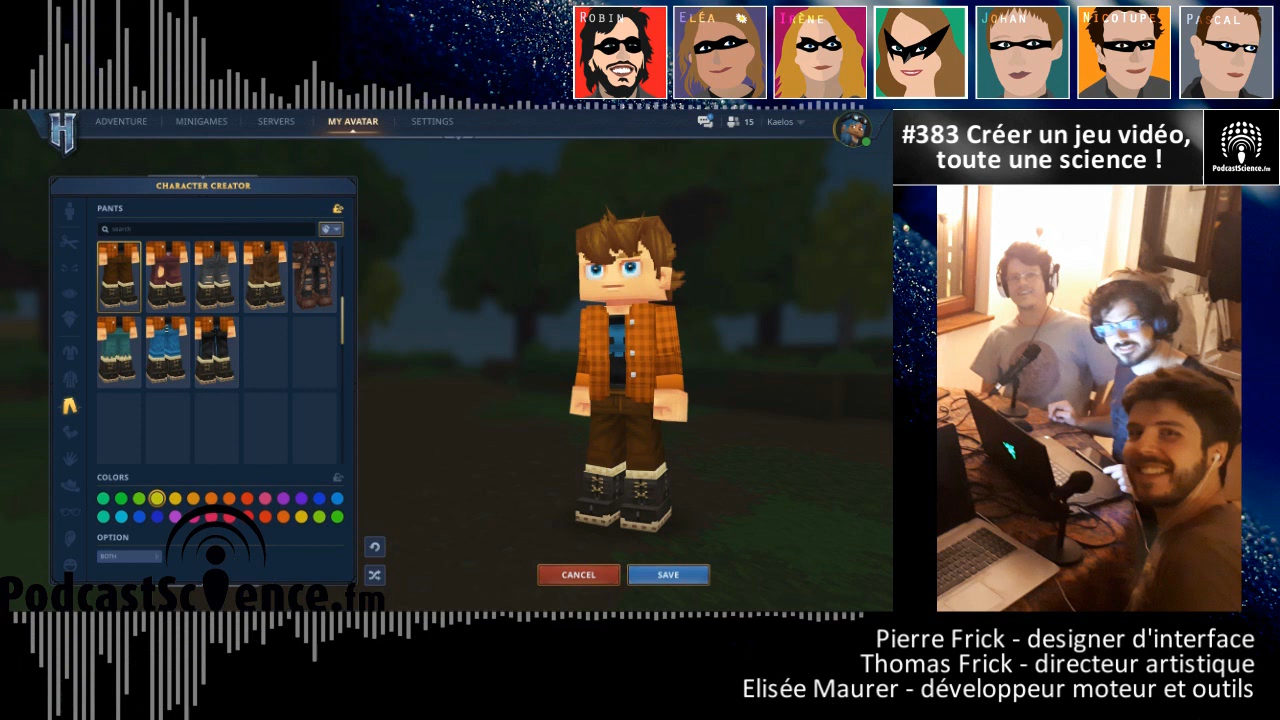 ROBIN
ELÉA
IRÈNE
JOHAN
NICOTUPE
PASCAL
H
ADVENTURE
MINIGAMES
SERVERS
MY AVATAR
SETTINGS
15
Kaelos
#383 Créer un jeu vidéo,
toute une science !
PodcastScience.fm
CHARACTER CREATOR
PANTS
search
COLORS
OPTION
BOTH
CANCEL
SAVE
PodcastScience.fm
Pierre Frick - designer d'interface
Thomas Frick - directeur artistique
Elisée Maurer - développeur moteur et outils